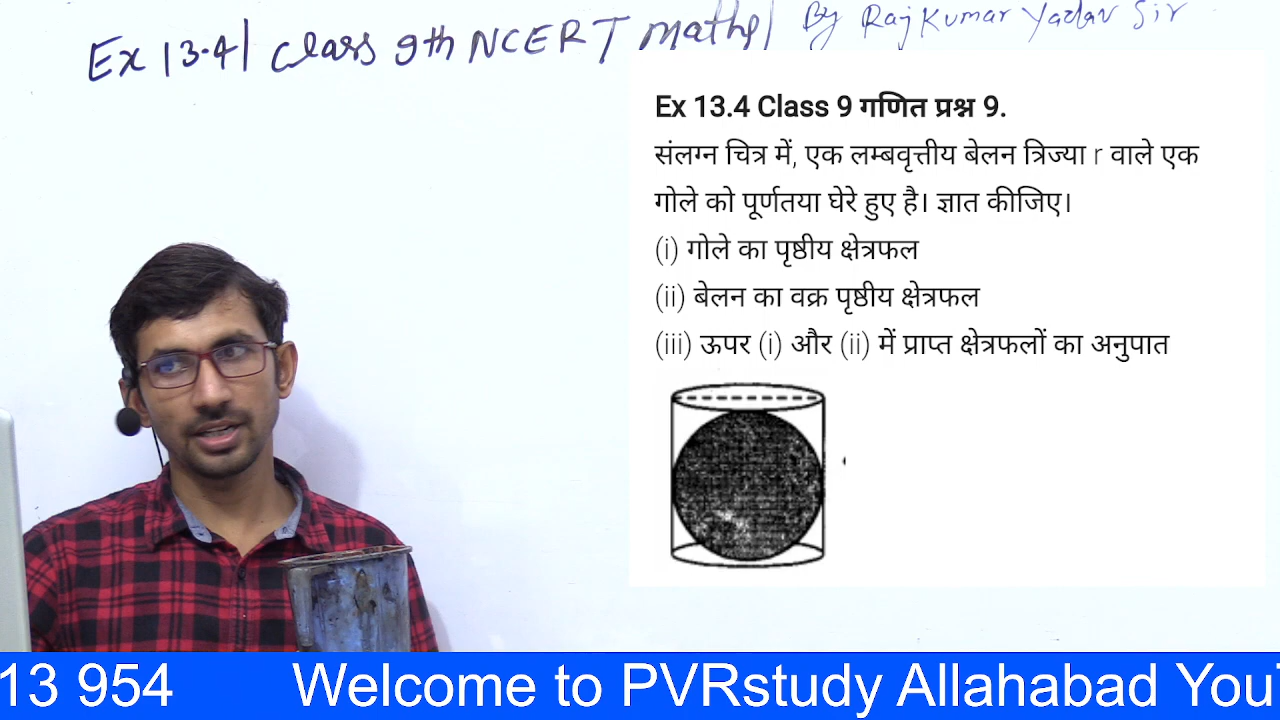 Ex 13.4| Class 9th NCERT maths| By Raj Kumar Yadav Sir
Ex 13.4 Class 9 गणित प्रश्न 9.
संलग्न चित्र में, एक लम्बवृत्तीय बेलन त्रिज्या r वाले एक
गोले को पूर्णतया घेरे हुए है। ज्ञात कीजिए।
(i) गोले का पृष्ठीय क्षेत्रफल
(ii) बेलन का वक्र पृष्ठीय क्षेत्रफल
(iii) ऊपर (i) और (ii) में प्राप्त क्षेत्रफलों का अनुपात
13 954 Welcome to PVRstudy Allahabad You